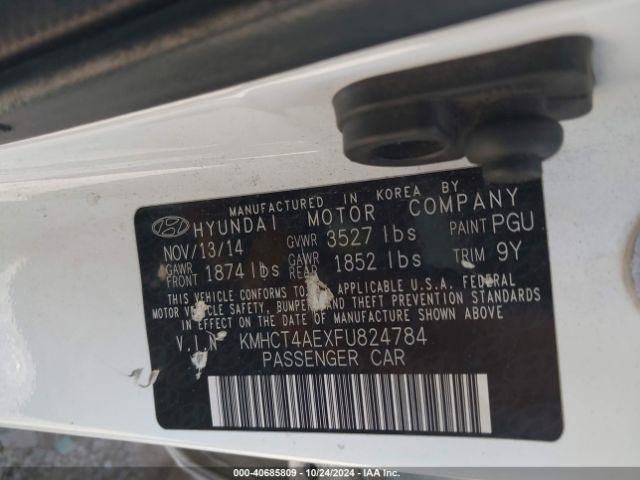 MANUFACTURED IN KOREA BY
HYUNDAI MOTOR COMPANY
NOV/13/14 GVWR 3527 lbs PAINT PGU
GAWR FRONT 1874 lbs GAWR REAR 1852 lbs TRIM 9Y
THIS VEHICLE CONFORMS TO ALL APPLICABLE U.S.A. FEDERAL
MOTOR VEHICLE SAFETY, BUMPER AND THEFT PREVENTION STANDARDS
IN EFFECT ON THE DATE OF MANUFACTURE SHOWN ABOVE
V.I.N KMHCT4AEXFU824784
PASSENGER CAR
000-40685809 - 10/24/2024 - IAA Inc.